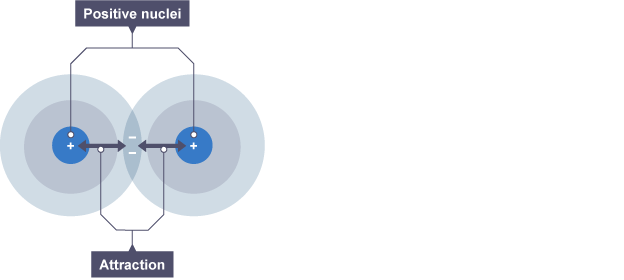 Positive nuclei
+ − +
−
Attraction